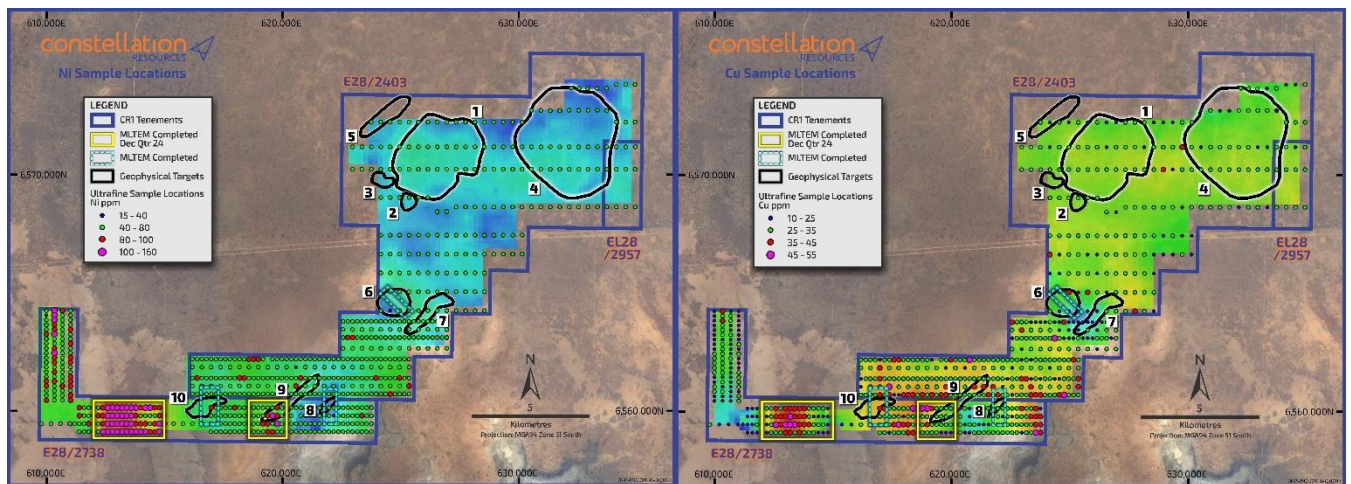 610,000E
620,000E
630,000E
constellation
RESOURCES
Ni Sample Locations
LEGEND
CR1 Tenements
MLTEM Completed
Dec Qtr 24
MLTEM Completed
Geophysical Targets
Ultrafine Sample Locations
Ni ppm
15 - 40
40 - 80
80 - 100
100 - 160
E28/2403
1
5
3
2
4
6,570,000N
EL28
/2957
6
7
N
5
Kilometres
Projection: MGA94 Zone 51 South
9
10
8
6,560,000N
E28/2738
610,000E
620,000E
630,000E
610,000E
620,000E
630,000E
constellation
RESOURCES
Cu Sample Locations
LEGEND
CR1 Tenements
MLTEM Completed
Dec Qtr 24
MLTEM Completed
Geophysical Targets
Ultrafine Sample Locations
Cu ppm
10 - 25
25 - 35
35 - 45
45 - 55
E28/2403
1
5
3
2
4
6,570,000N
EL28
/2957
6
7
N
5
Kilometres
Projection: MGA94 Zone 51 South
9
10
8
6,560,000N
E28/2738
610,000E
620,000E
630,000E